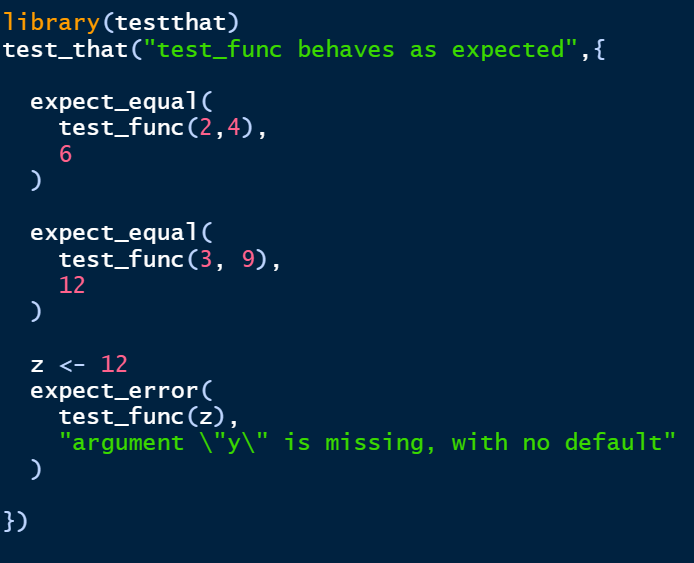 library(testthat)
test_that("test_func behaves as expected",{
expect_equal(
test_func(2,4),
6
)
expect_equal(
test_func(3, 9),
12
)
z <- 12
expect_error(
test_func(z),
"argument \"y\" is missing, with no default"
)
})